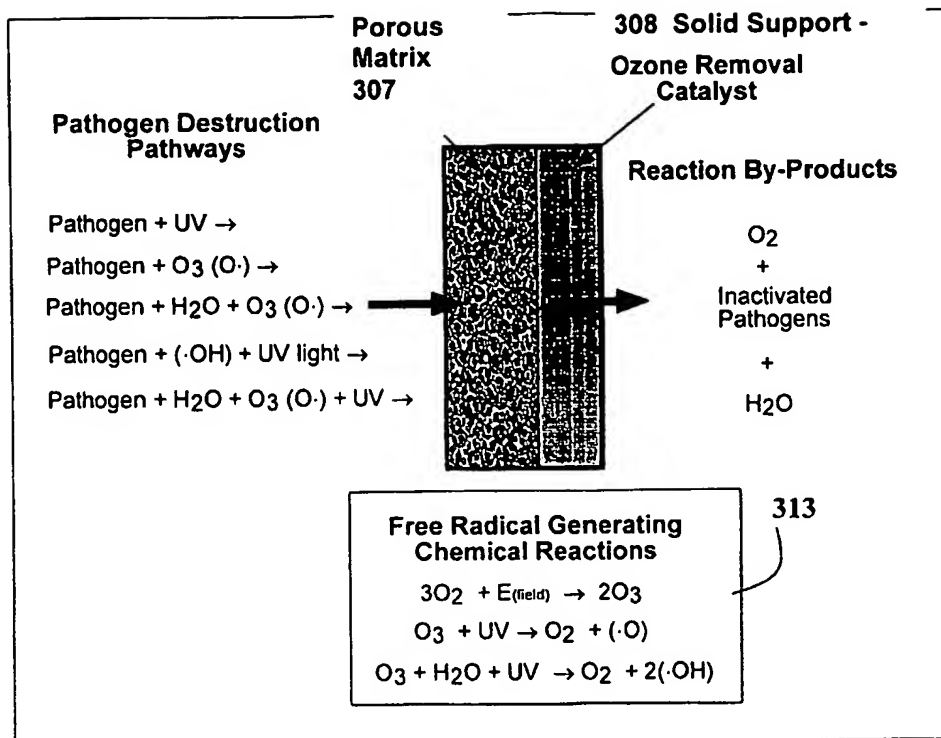 Porous
Matrix
307
308 Solid Support -
Ozone Removal
Catalyst
Pathogen Destruction
Pathways
Pathogen + UV →
Pathogen + O3 (O·) →
Pathogen + H2O + O3 (O·) →
Pathogen + (·OH) + UV light →
Pathogen + H2O + O3 (O·) + UV →
Reaction By-Products
O2
+
Inactivated
Pathogens
+
H2O
Free Radical Generating
Chemical Reactions
3O2 + E(field) → 2O3
O3 + UV → O2 + (·O)
O3 + H2O + UV → O2 + 2(·OH)
313